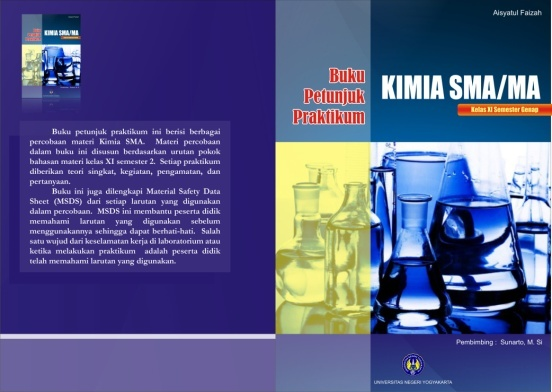 Buku petunjuk praktikum ini berisi berbagai
percobaan materi Kimia SMA. Materi percobaan
dalam buku ini disusun berdasarkan urutan pokok
bahasan materi kelas XI semester 2. Setiap praktikum
diberikan teori singkat, kegiatan, pengamatan, dan
pertanyaan.
Buku ini juga dilengkapi Material Safety Data
Sheet (MSDS) dari setiap larutan yang digunakan
dalam percobaan. MSDS ini membantu peserta didik
memahami larutan yang digunakan sebelum
menggunakannya sehingga dapat berhati-hati. Salah
satu wujud dari keselamatan kerja di laboratorium atau
ketika melakukan praktikum adalah peserta didik
telah memahami larutan yang digunakan.
Aisyatul Faizah
Buku
Petunjuk
Praktikum
KIMIA SMA/MA
Kelas XI Semester Genap
Pembimbing : Sunarto, M. Si
UNIVERSITAS NEGERI YOGYAKARTA
KIMIA SMA/MA